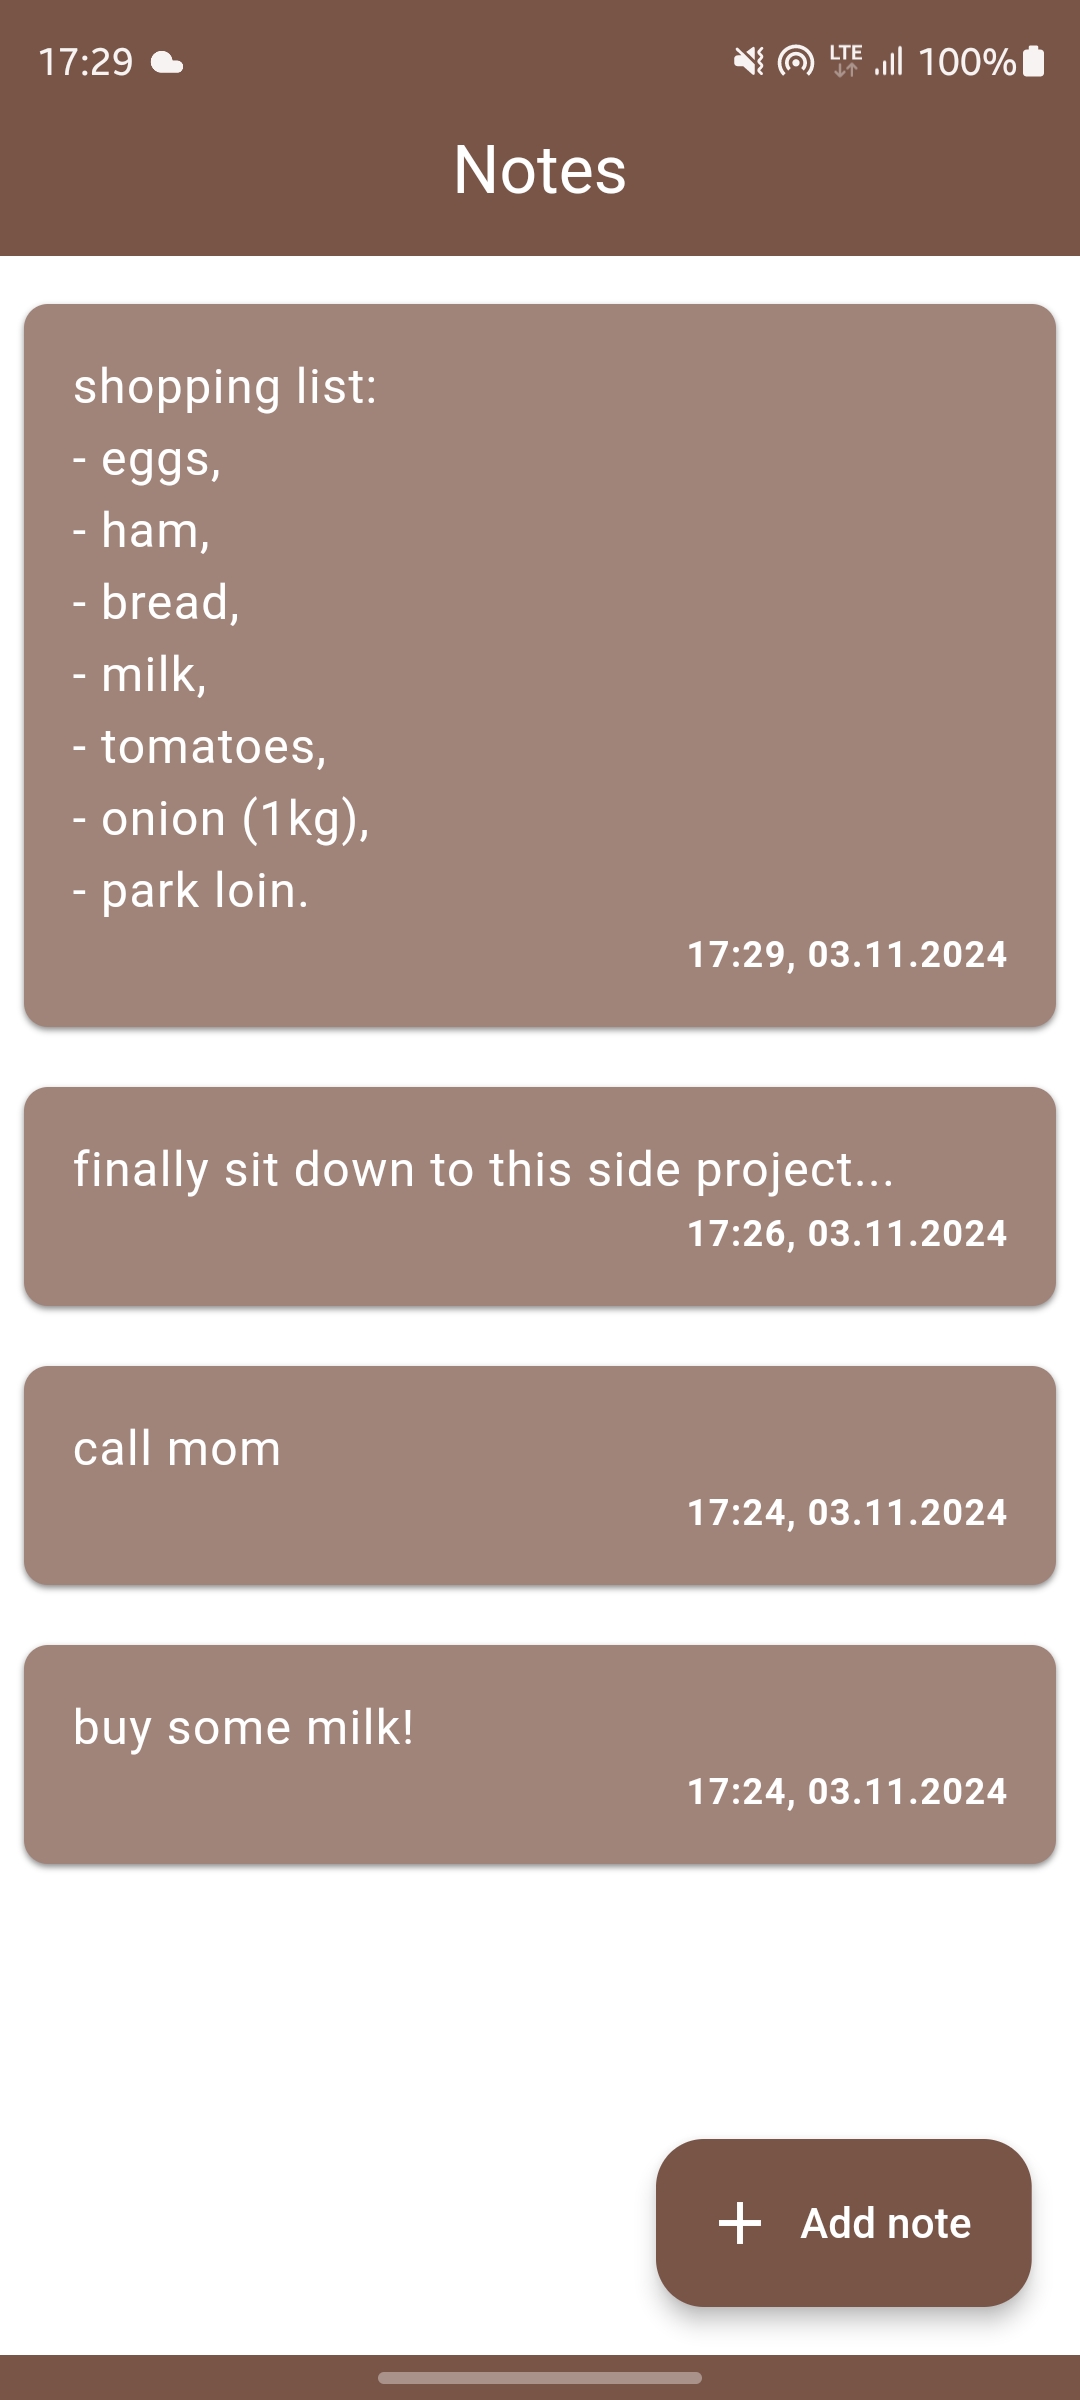 17:29 LTE 100%
Notes
shopping list:
- eggs,
- ham,
- bread,
- milk,
- tomatoes,
- onion (1kg),
- park loin.
17:29, 03.11.2024
finally sit down to this side project...
17:26, 03.11.2024
call mom
17:24, 03.11.2024
buy some milk!
17:24, 03.11.2024
Add note